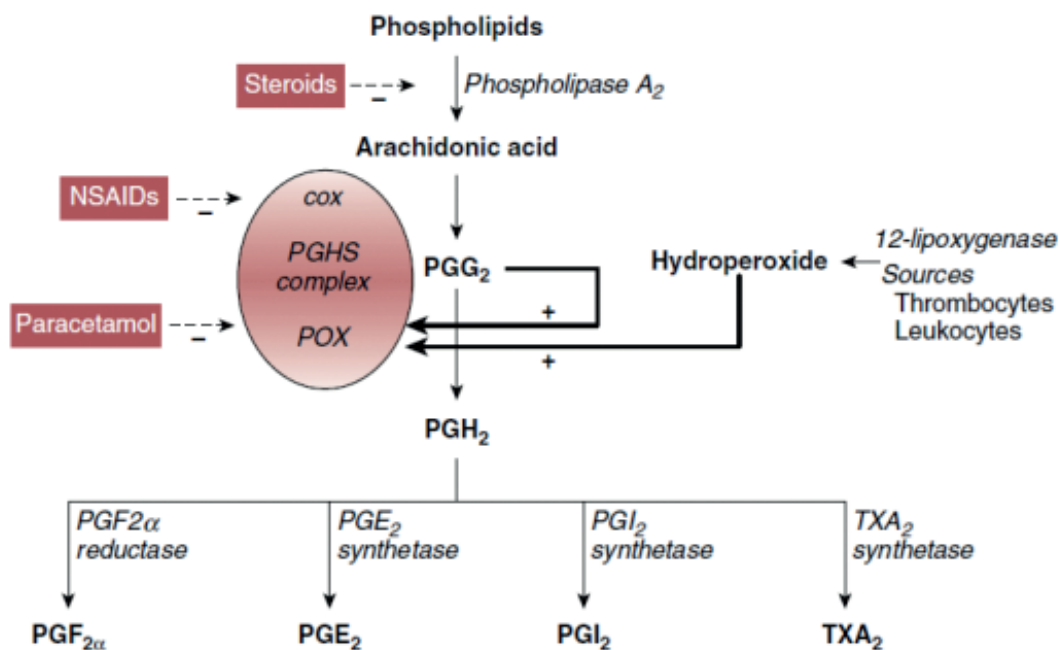 Phospholipids
Steroids
–
Phospholipase A₂
Arachidonic acid
NSAIDs
–
cox
PGHS
complex
POX
PGG₂
Hydroperoxide
12-lipoxygenase
Sources
Thrombocytes
Leukocytes
Paracetamol
–
+
+
PGH₂
PGF2α
reductase
PGE₂
synthetase
PGI₂
synthetase
TXA₂
synthetase
PGF₂α
PGE₂
PGI₂
TXA₂